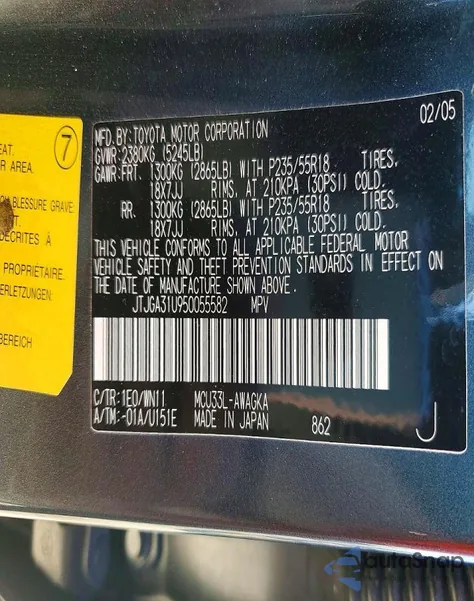 02/05
MFD. BY: TOYOTA MOTOR CORPORATION
GVWR: 2380KG (5245LB)
GAWR: FRT. 1300KG (2865LB) WITH P235/55R18 TIRES,
18X7JJ RIMS, AT 210KPA (30PSI) COLD.
RR. 1300KG (2865LB) WITH P235/55R18 TIRES,
18X7JJ RIMS, AT 210KPA (30PSI) COLD.
THIS VEHICLE CONFORMS TO ALL APPLICABLE FEDERAL MOTOR
VEHICLE SAFETY AND THEFT PREVENTION STANDARDS IN EFFECT ON
THE DATE OF MANUFACTURE SHOWN ABOVE.
JTJGA31U950055582 MPV
C/TR: 1E0/WN11 MCU33L-AWAGKA
A/TM: -01A/U151E MADE IN JAPAN 862 J
7
EAT.
R AREA.
BLESSURE GRAVE
T.
DECRITES À
PROPRIÉTAIRE.
ERLETZUNGEN
BEREICH
autoSnap